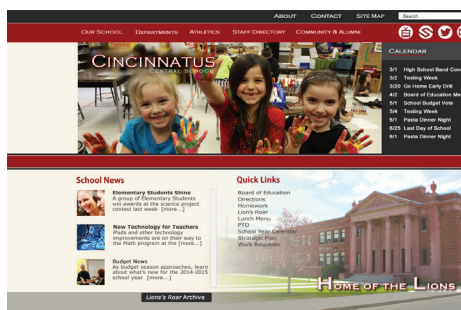 About Contact Site Map Search
Our School Departments Athletics Staff Directory Community & Alumni
Cincinnatus
Central School
Calendar
3/1 High School Band Con
3/2 Testing Week
3/20 Go Home Early Drill
4/2 Board of Education Me
5/1 School Budget Vote
5/4 Testing Week
6/1 Pasta Dinner Night
6/25 Last Day of School
6/1 Pasta Dinner Night
School News
Elementary Students Shine
A group of Elementary Students
win awards at the science project
contest last week [more...]
New Technology for Teachers
iPads and other technology
improvements are on their way to
the Math program at the [more...]
Budget News
As budget season approaches, learn
about what's new for the 2014-2015
school year [more...]
Lions's Roar Archive
Quick Links
Board of Education
Directions
Homework
Lion's Roar
Lunch Menu
PTO
School Year Calendar
Strategic Plan
Work Requests
Home of the Lions